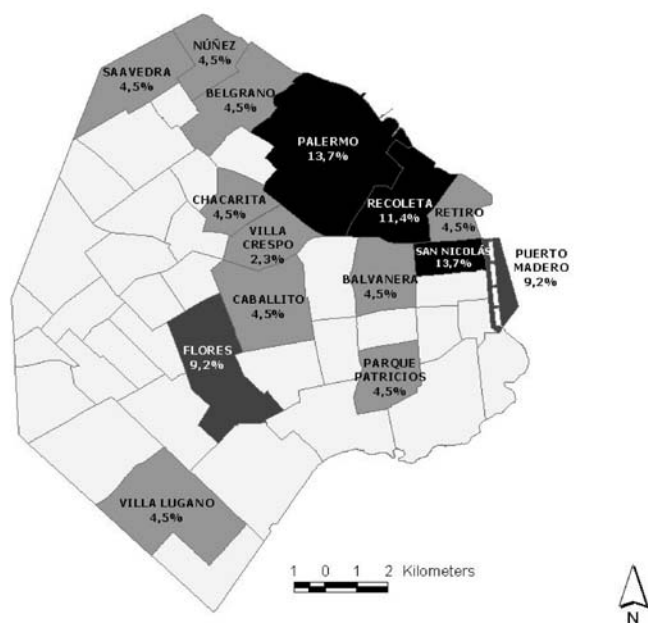 NÚÑEZ
4,5%
SAAVEDRA
4,5%
BELGRANO
4,5%
PALERMO
13,7%
CHACARITA
4,5%
RECOLETA
11,4%
RETIRO
4,5%
VILLA
CRESPO
2,3%
SAN NICOLÁS
13,7%
PUERTO
MADERO
9,2%
CABALLITO
4,5%
BALVANERA
4,5%
FLORES
9,2%
PARQUE
PATRICIOS
4,5%
VILLA LUGANO
4,5%
1 0 1 2 Kilometers
N